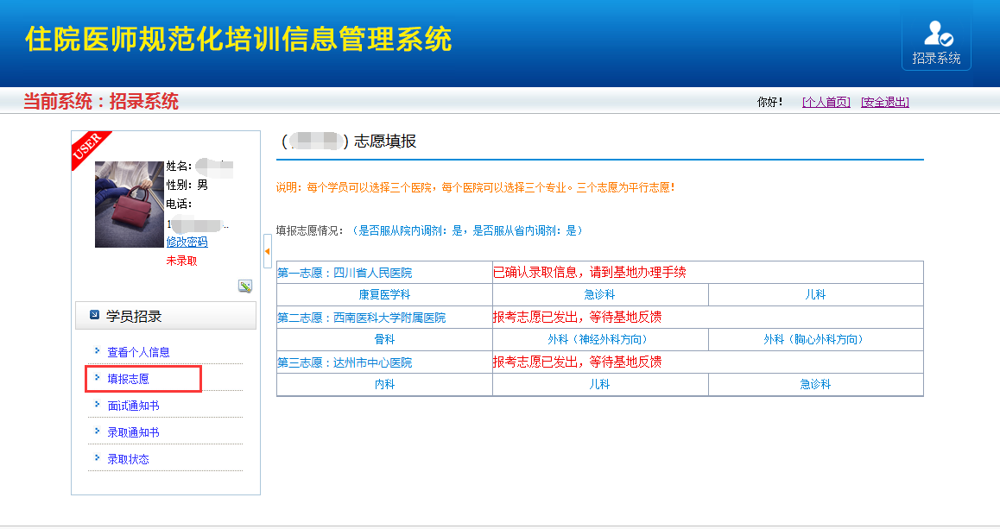 住院医师规范化培训信息管理系统
招录系统
当前系统：招录系统
你好！ [个人首页] [安全退出]
USER
姓名：
性别：男
电话：
1 ..
修改密码
未录取
学员招录
查看个人信息
填报志愿
面试通知书
录取通知书
录取状态
（ ）志愿填报
说明：每个学员可以选择三个医院，每个医院可以选择三个专业。三个志愿为平行志愿！
填报志愿情况：（是否服从院内调剂：是，是否服从省内调剂：是）
第一志愿：四川省人民医院 已确认录取信息，请到基地办理手续
康复医学科 急诊科 儿科
第二志愿：西南医科大学附属医院 报考志愿已发出，等待基地反馈
骨科 外科（神经外科方向） 外科（胸心外科方向）
第三志愿：达州市中心医院 报考志愿已发出，等待基地反馈
内科 儿科 急诊科